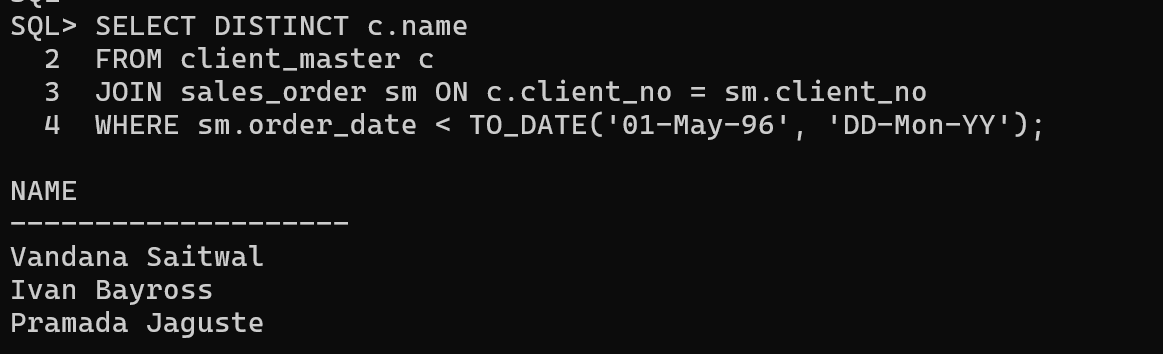 SQL> SELECT DISTINCT c.name
2 FROM client_master c
3 JOIN sales_order sm ON c.client_no = sm.client_no
4 WHERE sm.order_date < TO_DATE('01-May-96', 'DD-Mon-YY');
NAME
--------------------
Vandana Saitwal
Ivan Bayross
Pramada Jaguste